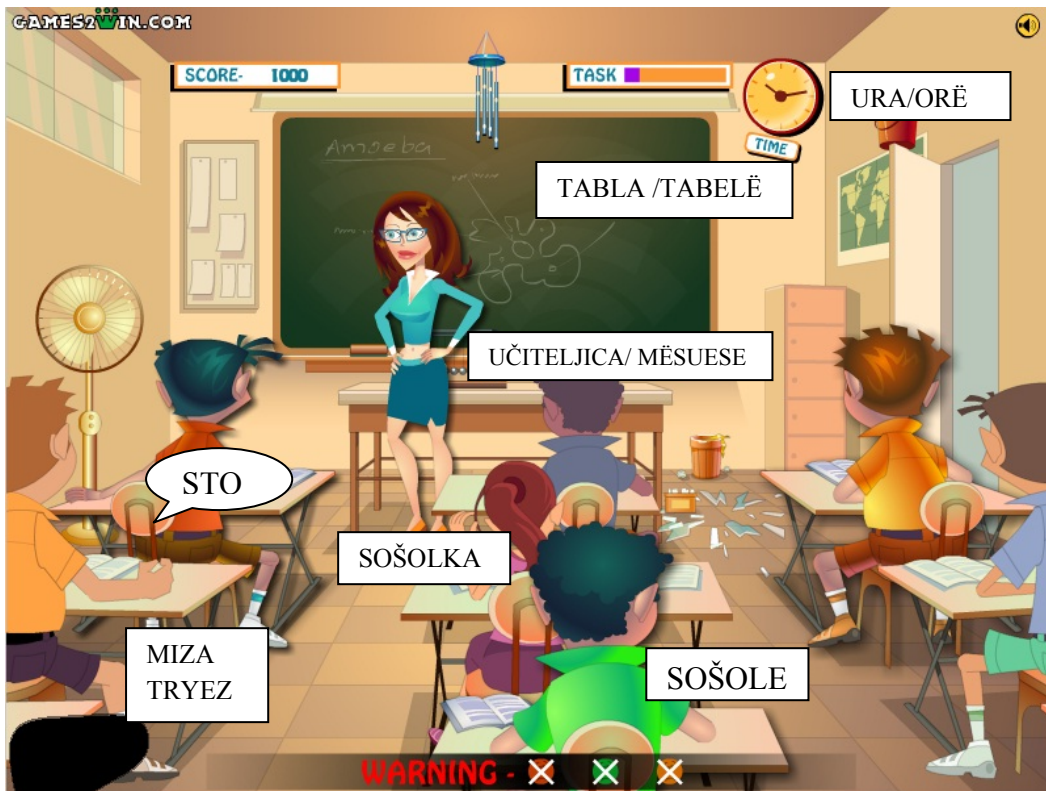 GAMES2WIN.COM
SCORE- 1000
TASK
TIME
URA/ORË
Amoeba
TABLA /TABELË
UČITELJICA/ MËSUESE
STO
SOŠOLKA
MIZA
TRYEZ
SOŠOLE
WARNING -